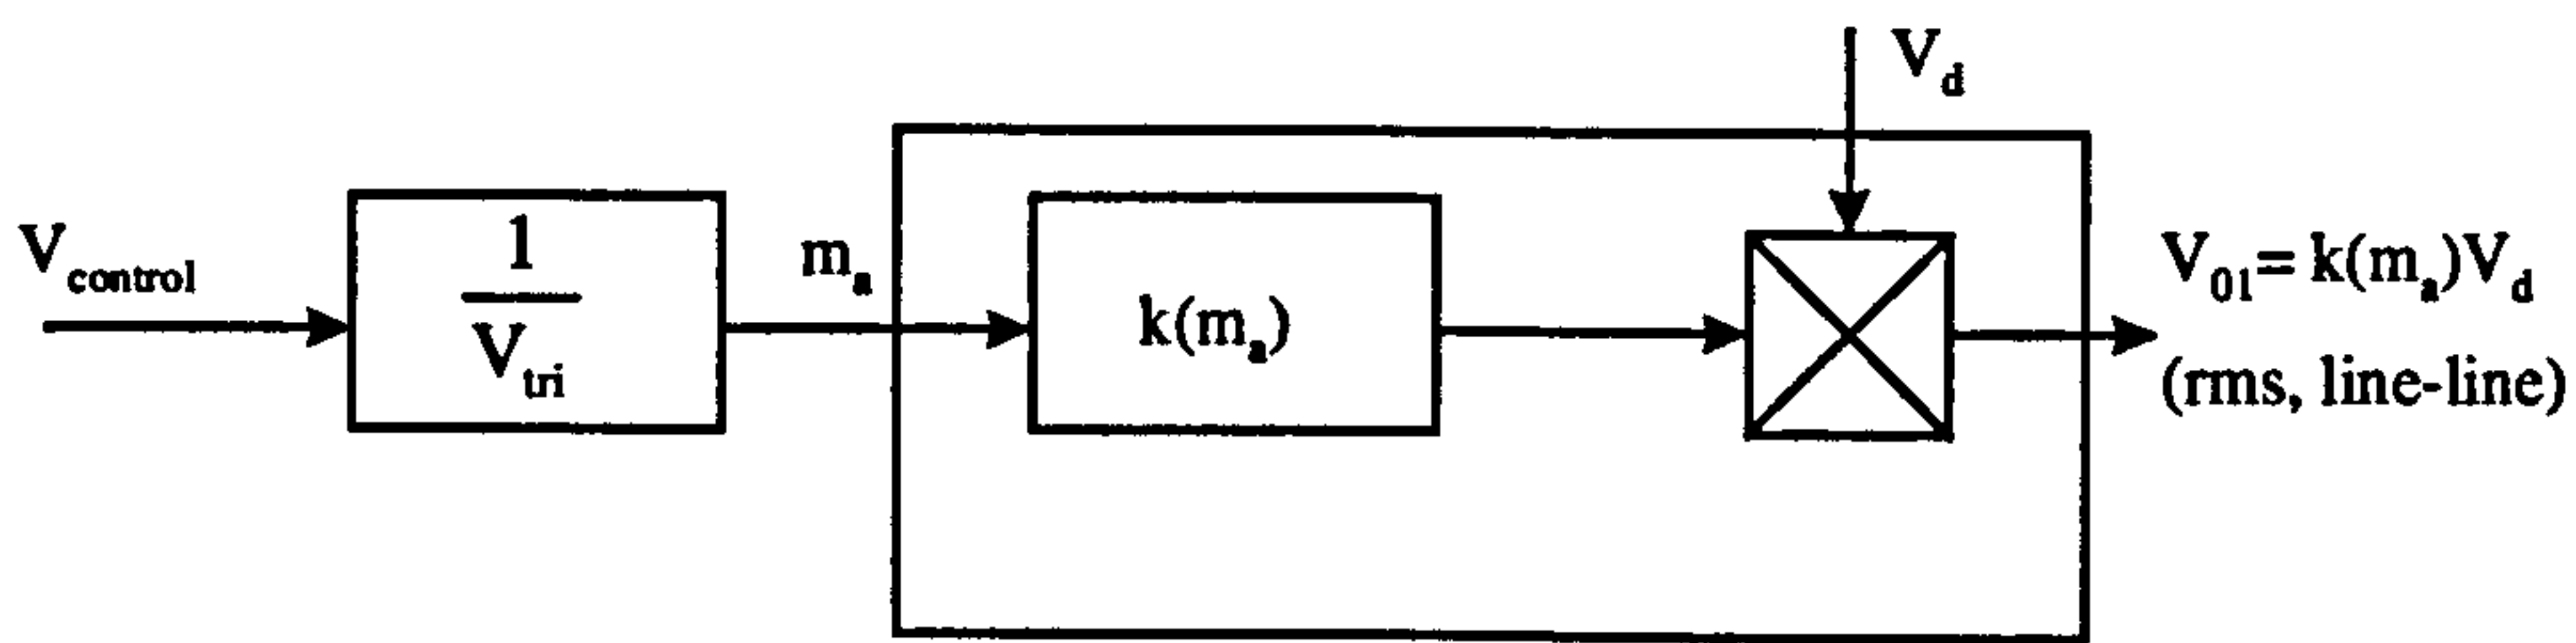 V_d
V_control
1
V_tri
m_a
k(m_a)
V_01= k(m_a)V_d
(rms, line-line)